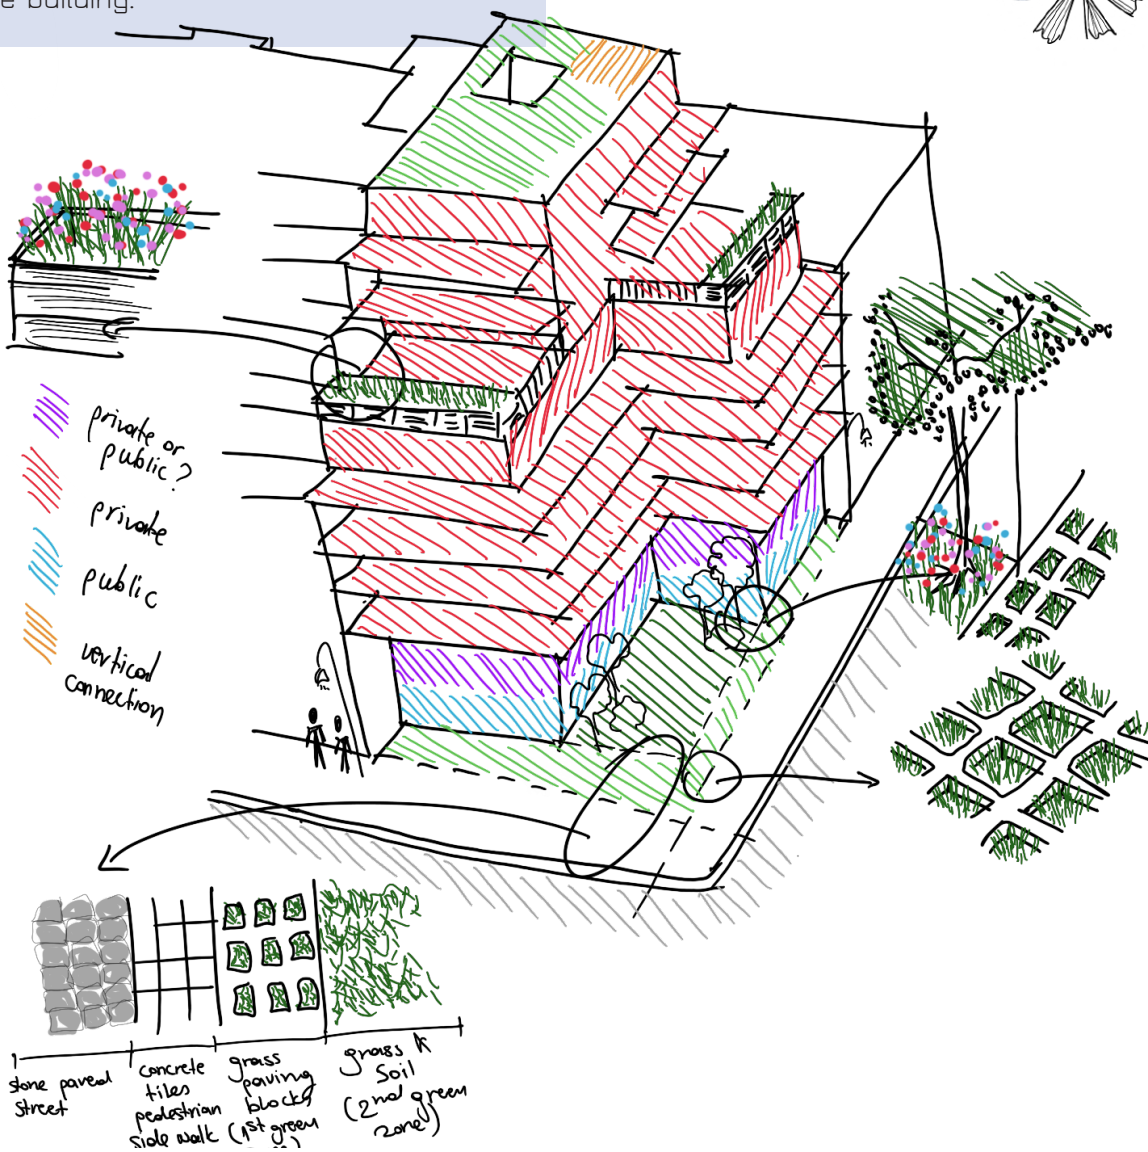 e building.
private or
public?
private
public
vertical
connection
stone paved
street
concrete
tiles
pedestrian
side walk
grass
paving
blocks
(1st green
grass &
soil
(2nd green
zone)